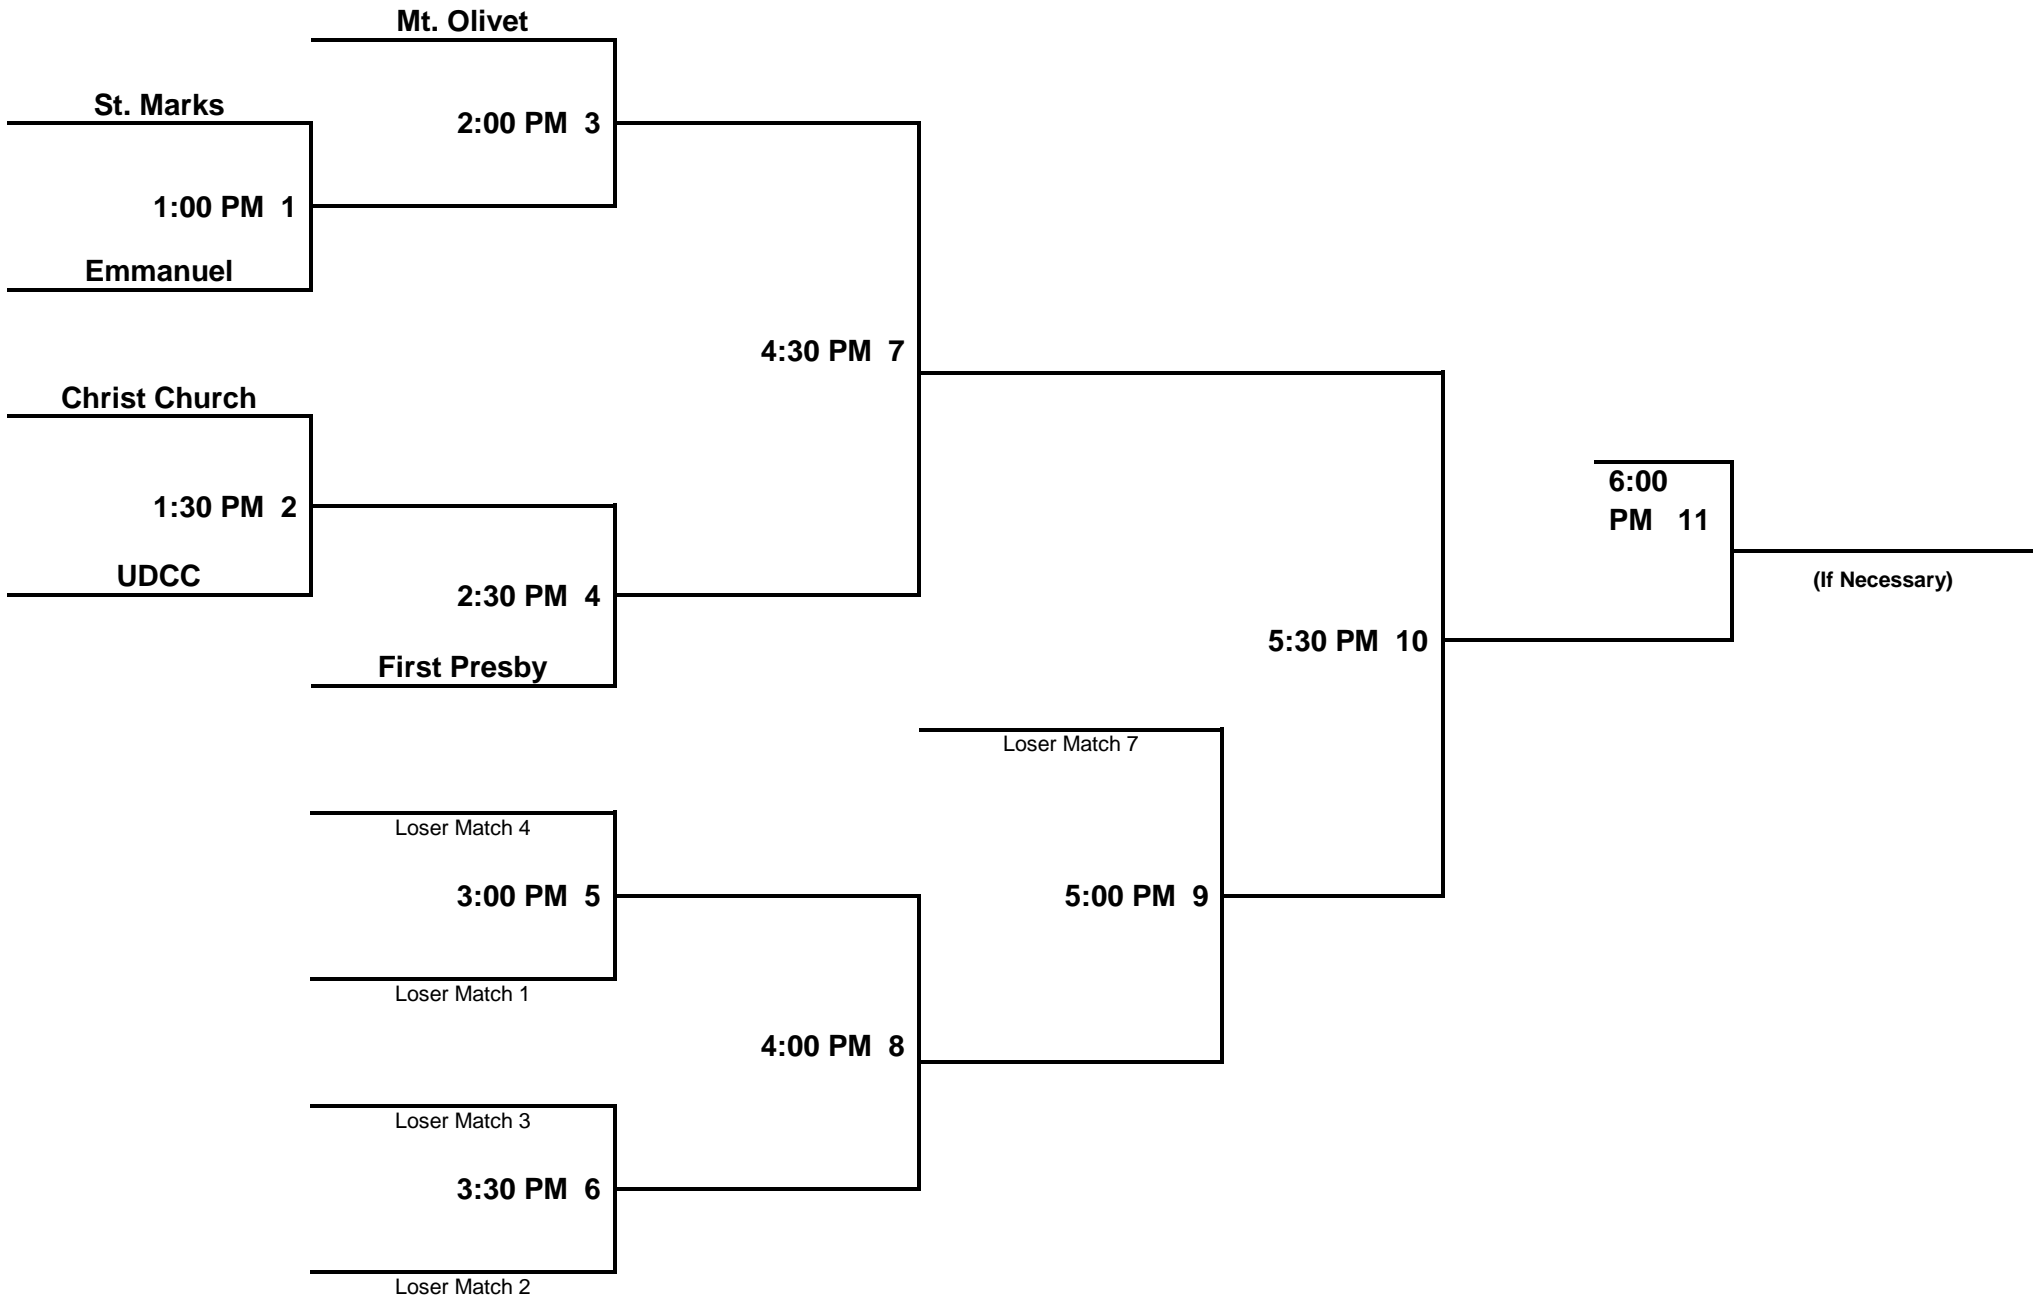 Mt. Olivet
St. Marks
2:00 PM 3
1:00 PM 1
Emmanuel
4:30 PM 7
Christ Church
6:00
PM 11
1:30 PM 2
UDCC
(If Necessary)
2:30 PM 4
5:30 PM 10
First Presby
Loser Match 7
Loser Match 4
3:00 PM 5
5:00 PM 9
Loser Match 1
4:00 PM 8
Loser Match 3
3:30 PM 6
Loser Match 2